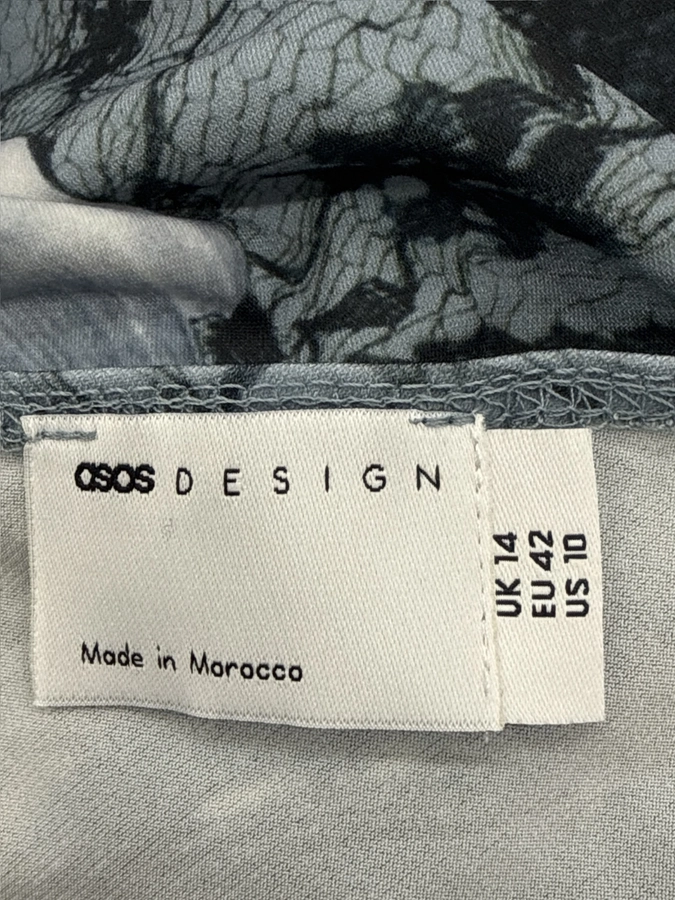 asos DESIGN
Made in Morocco
UK 14
EU 42
US 10